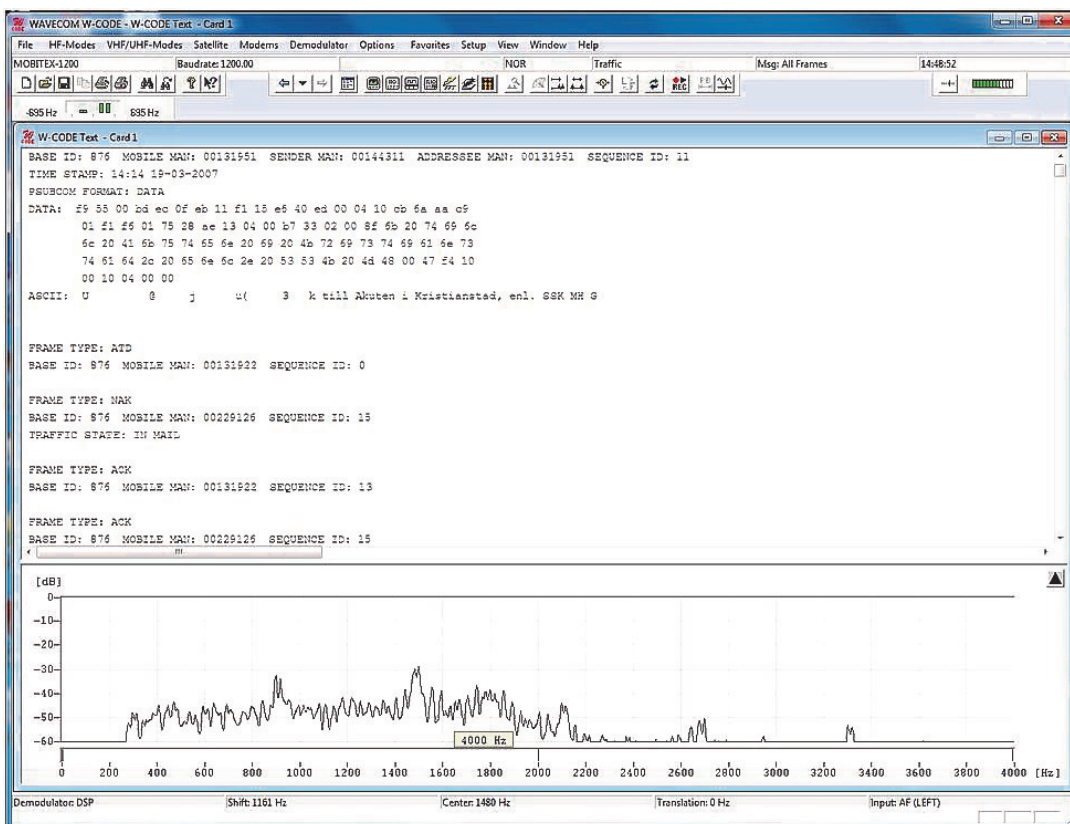 WAVECOM W-CODE - W-CODE Text - Card 1
File HF-Modes VHF/UHF-Modes Satellite Modems Demodulator Options Favorites Setup View Window Help
MOBITEX-1200 Baudrate: 1200.00 NOR Traffic Msg: All Frames 14:48:52
REC
-695 Hz 695 Hz
W-CODE Text - Card 1
BASE ID: 876 MOBILE MAN: 00131951 SENDER MAN: 00144311 ADDRESSEE MAN: 00131951 SEQUENCE ID: 11
TIME STAMP: 14:14 19-03-2007
PSUBCOM FORMAT: DATA
DATA: f9 55 00 bd ec 0f eb 11 f1 15 e6 40 ed 00 04 10 cb 6a aa c9
01 f1 f6 01 75 28 ae 13 04 00 b7 33 02 00 8f 6b 20 74 69 6c
6c 20 41 6b 75 74 65 6e 20 69 20 4b 72 69 73 74 69 61 6e 73
74 61 64 2c 20 65 6e 6c 2e 20 53 53 4b 20 4d 48 00 47 f4 10
00 10 04 00 00
ASCII: U @ j u( 3 k till Akuten i Kristianstad, enl. SSK MH G
FRAME TYPE: ATD
BASE ID: 876 MOBILE MAN: 00131922 SEQUENCE ID: 0
FRAME TYPE: NAK
BASE ID: 876 MOBILE MAN: 00229126 SEQUENCE ID: 15
TRAFFIC STATE: IN MAIL
FRAME TYPE: ACK
BASE ID: 876 MOBILE MAN: 00131922 SEQUENCE ID: 13
FRAME TYPE: ACK
BASE ID: 876 MOBILE MAN: 00229126 SEQUENCE ID: 15
[dB]
0
-10
-20
-30
-40
-50
-60
4000 Hz
0 200 400 600 800 1000 1200 1400 1600 1800 2000 2200 2400 2600 2800 3000 3200 3400 3600 3800 4000 [Hz]
Demodulator: DSP Shift: 1161 Hz Center: 1480 Hz Translation: 0 Hz Input: AF (LEFT)